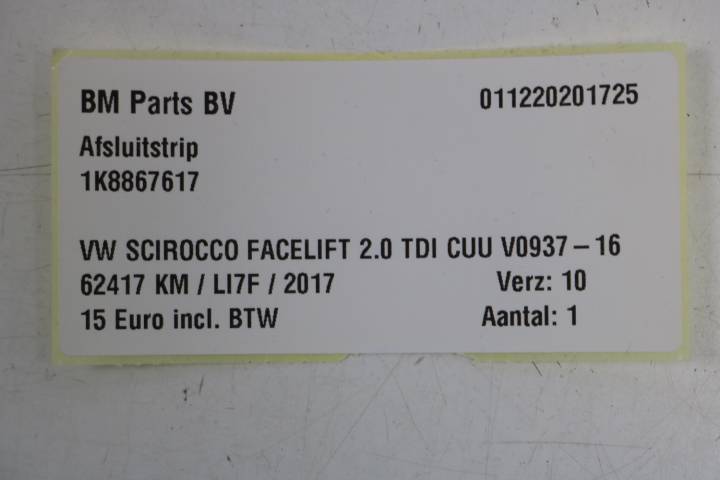 BM Parts BV 011220201725
Afsluitstrip
1K8867617
VW SCIROCCO FACELIFT 2.0 TDI CUU V0937 – 16
62417 KM / LI7F / 2017 Verz: 10
15 Euro incl. BTW Aantal: 1